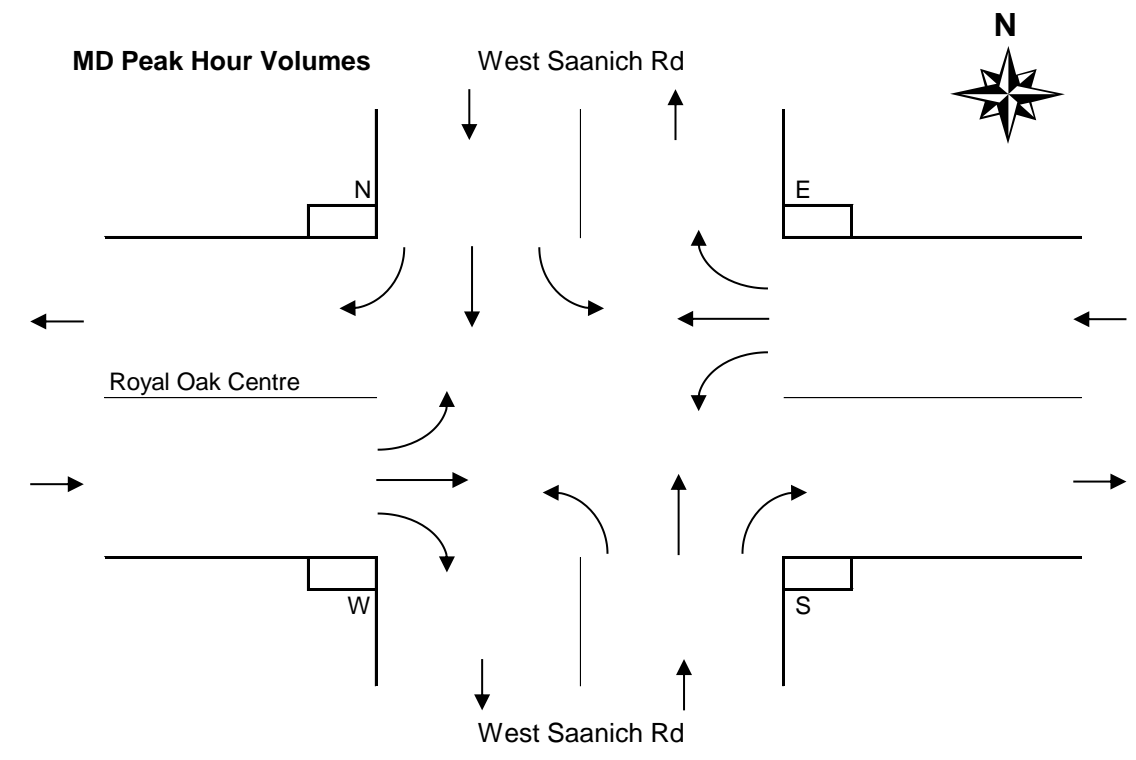 N
MD Peak Hour Volumes
West Saanich Rd
N
E
Royal Oak Centre
W
S
West Saanich Rd